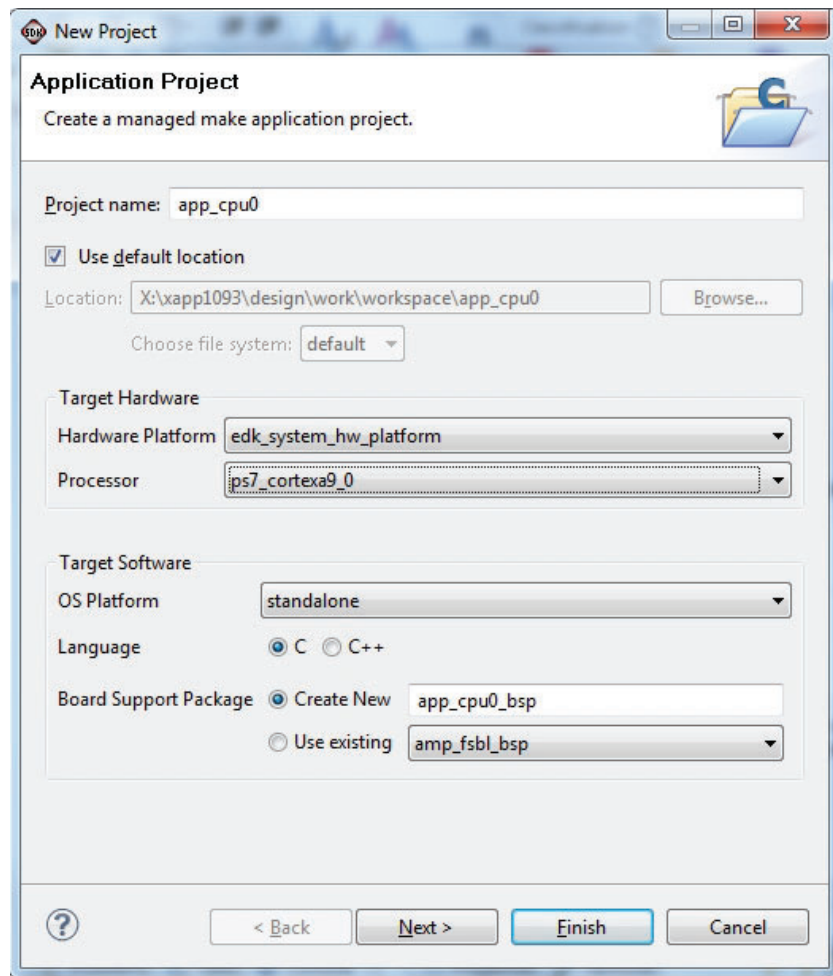 SDK New Project
Application Project
Create a managed make application project.
Project name: app_cpu0
Use default location
Location: X:\xapp1093\design\work\workspace\app_cpu0 Browse...
Choose file system: default
Target Hardware
Hardware Platform edk_system_hw_platform
Processor ps7_cortexa9_0
Target Software
OS Platform standalone
Language C C++
Board Support Package Create New app_cpu0_bsp
Use existing amp_fsbl_bsp
? < Back Next > Finish Cancel